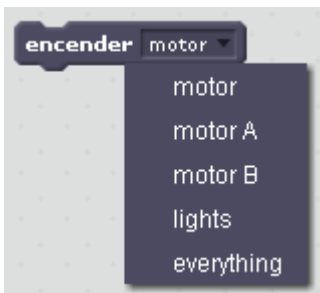 encender motor
motor
motor A
motor B
lights
everything